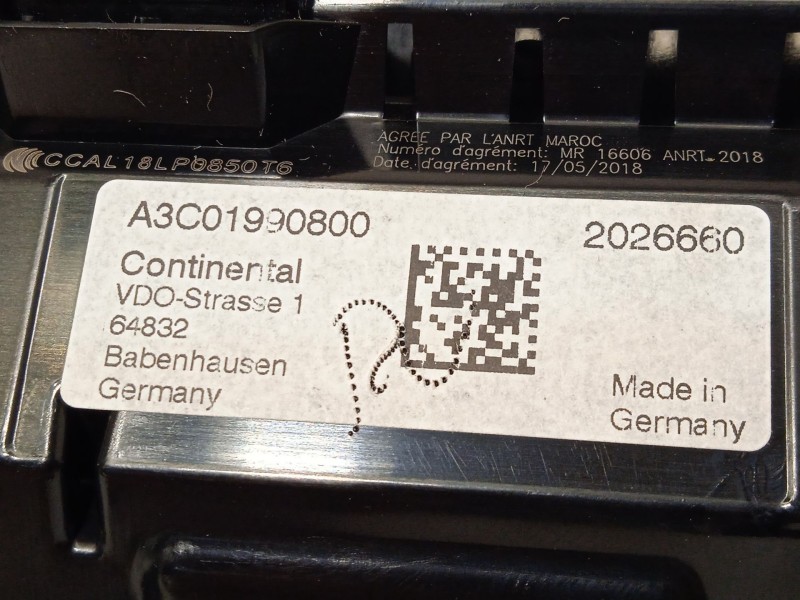 AGREE PAR L'ANRT MAROC
Numéro d'agrément: MR 16606 ANRT 2018
Date d'agrément: 17/05/2018
CCAL18LP0850T6
A3C01990800
2026660
Continental
VDO-Strasse 1
64832
Babenhausen
Germany
Made in
Germany